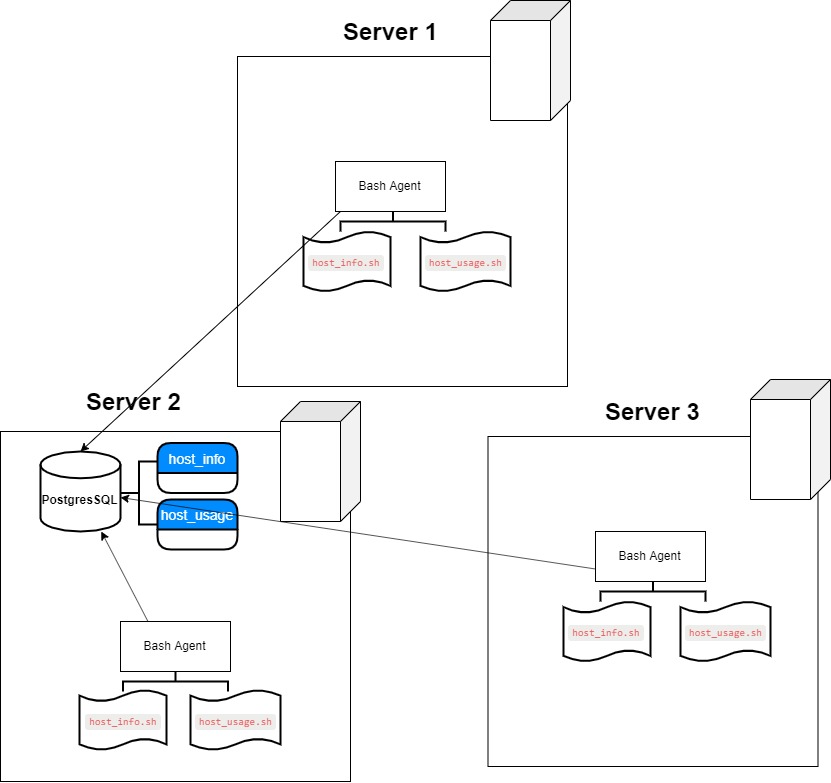 Server 1
Bash Agent
host_info.sh
host_usage.sh
Server 2
host_info
PostgresSQL
host_usage
Bash Agent
host_info.sh
host_usage.sh
Server 3
Bash Agent
host_info.sh
host_usage.sh